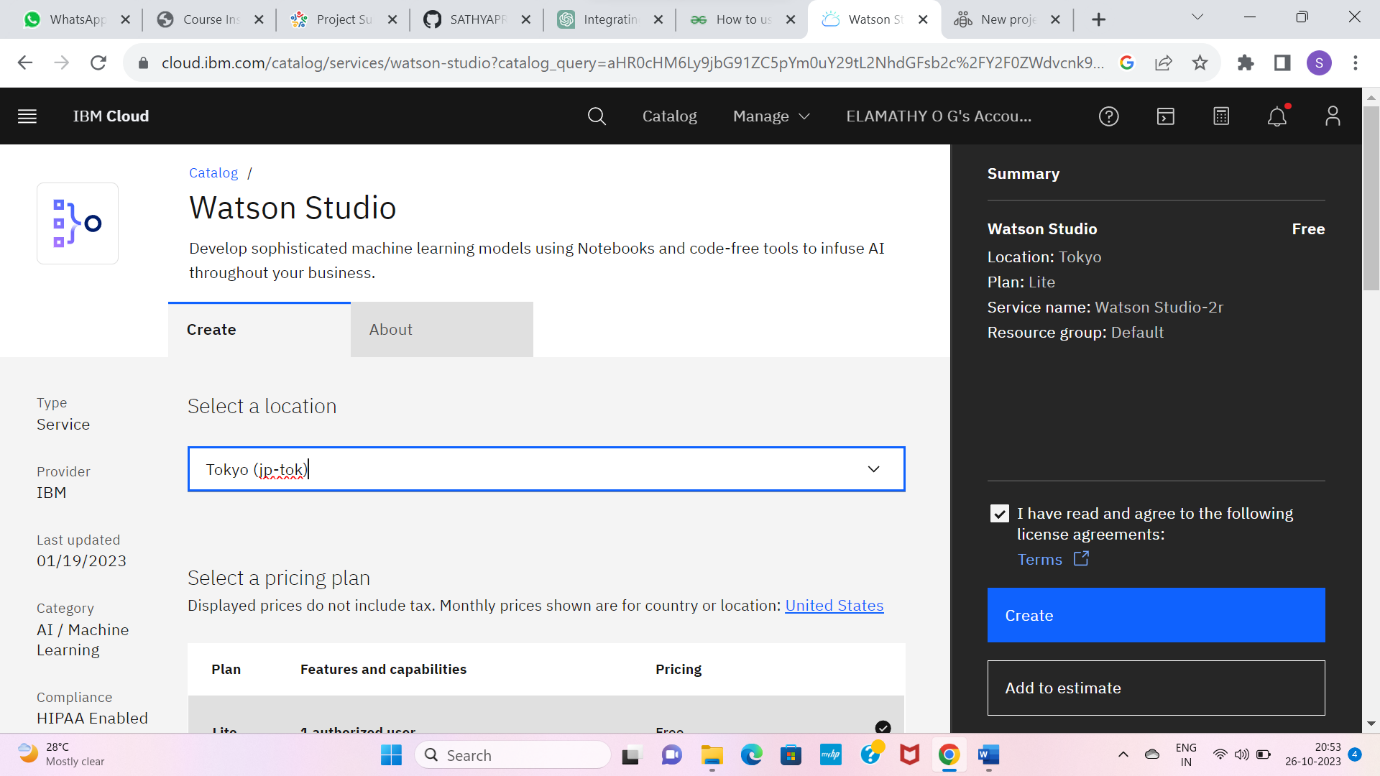 WhatsApp
Course Ins
Project Su
SATHYAPR
Integratin
How to us
Watson St
New proje
cloud.ibm.com/catalog/services/watson-studio?catalog_query=aHR0cHM6Ly9jbG91ZC5pYm0uY29tL2NhdGFsb2c%2FY2F0ZWdvcnk9...
S
IBM Cloud
Catalog
Manage
ELAMATHY O G's Accou...
Catalog /
Watson Studio
Develop sophisticated machine learning models using Notebooks and code-free tools to infuse AI
throughout your business.
Create
About
Type
Service
Provider
IBM
Last updated
01/19/2023
Category
AI / Machine
Learning
Compliance
HIPAA Enabled
Select a location
Tokyo (jp-tok)
Select a pricing plan
Displayed prices do not include tax. Monthly prices shown are for country or location: United States
Plan Features and capabilities Pricing
Lite 1 authorized user Free
Summary
Watson Studio Free
Location: Tokyo
Plan: Lite
Service name: Watson Studio-2r
Resource group: Default
I have read and agree to the following
license agreements:
Terms
Create
Add to estimate
28°C
Mostly clear
Search
myhp
ENG
IN
20:53
26-10-2023
4